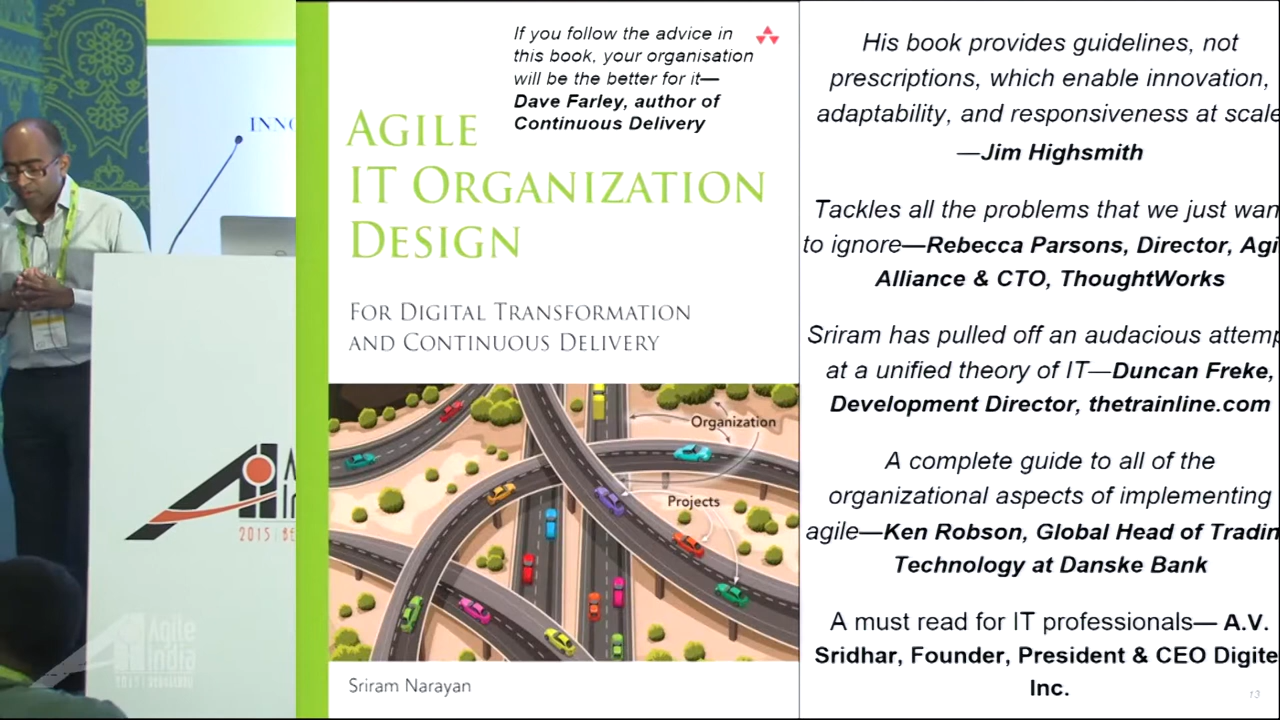 INNO
If you follow the advice in
this book, your organisation
will be the better for it—
Dave Farley, author of
Continuous Delivery
AGILE
IT ORGANIZATION
DESIGN
FOR DIGITAL TRANSFORMATION
AND CONTINUOUS DELIVERY
Organization
Projects
Sriram Narayan
His book provides guidelines, not
prescriptions, which enable innovation,
adaptability, and responsiveness at scale
—Jim Highsmith
Tackles all the problems that we just wan
to ignore—Rebecca Parsons, Director, Agi
Alliance & CTO, ThoughtWorks
Sriram has pulled off an audacious attemp
at a unified theory of IT—Duncan Freke,
Development Director, thetrainline.com
A complete guide to all of the
organizational aspects of implementing
agile—Ken Robson, Global Head of Tradin
Technology at Danske Bank
A must read for IT professionals— A.V.
Sridhar, Founder, President & CEO Digite
Inc.
13
2015 | BE
Agile
India